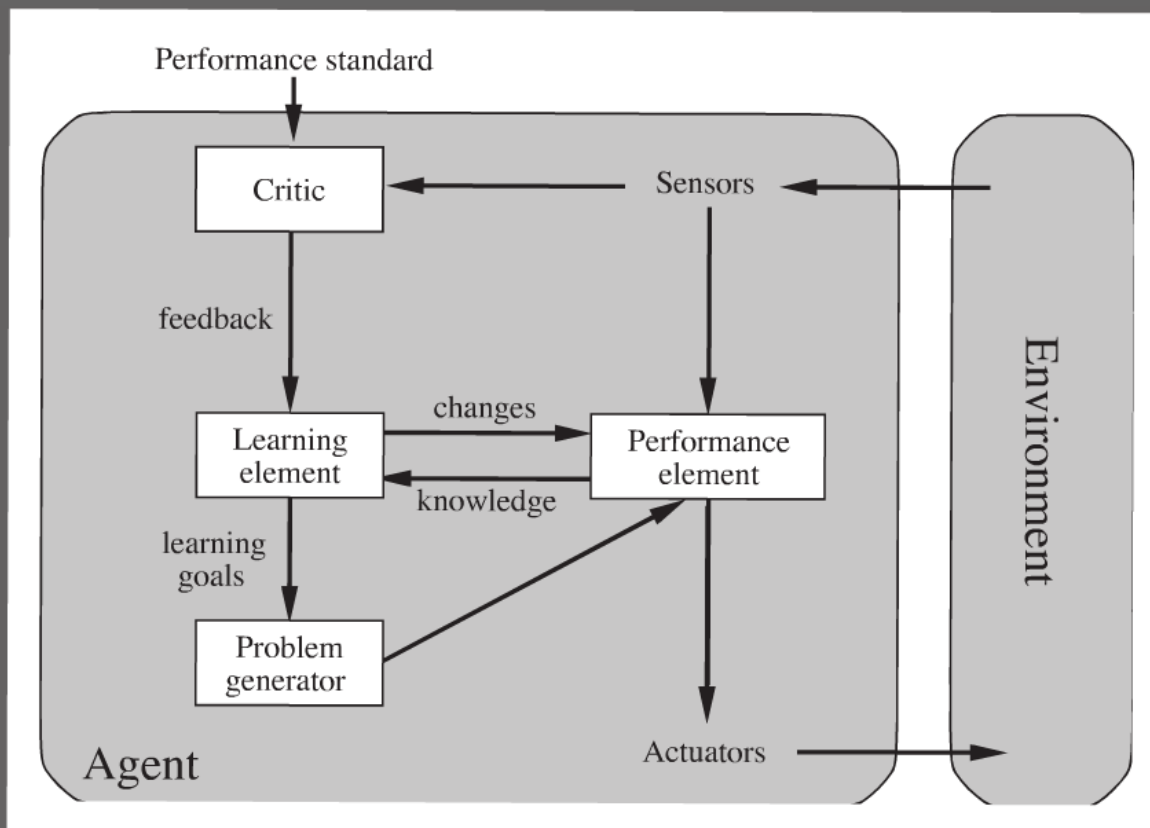 Performance standard
Critic
Sensors
feedback
changes
Learning
element
Performance
element
knowledge
learning
goals
Problem
generator
Actuators
Agent
Environment